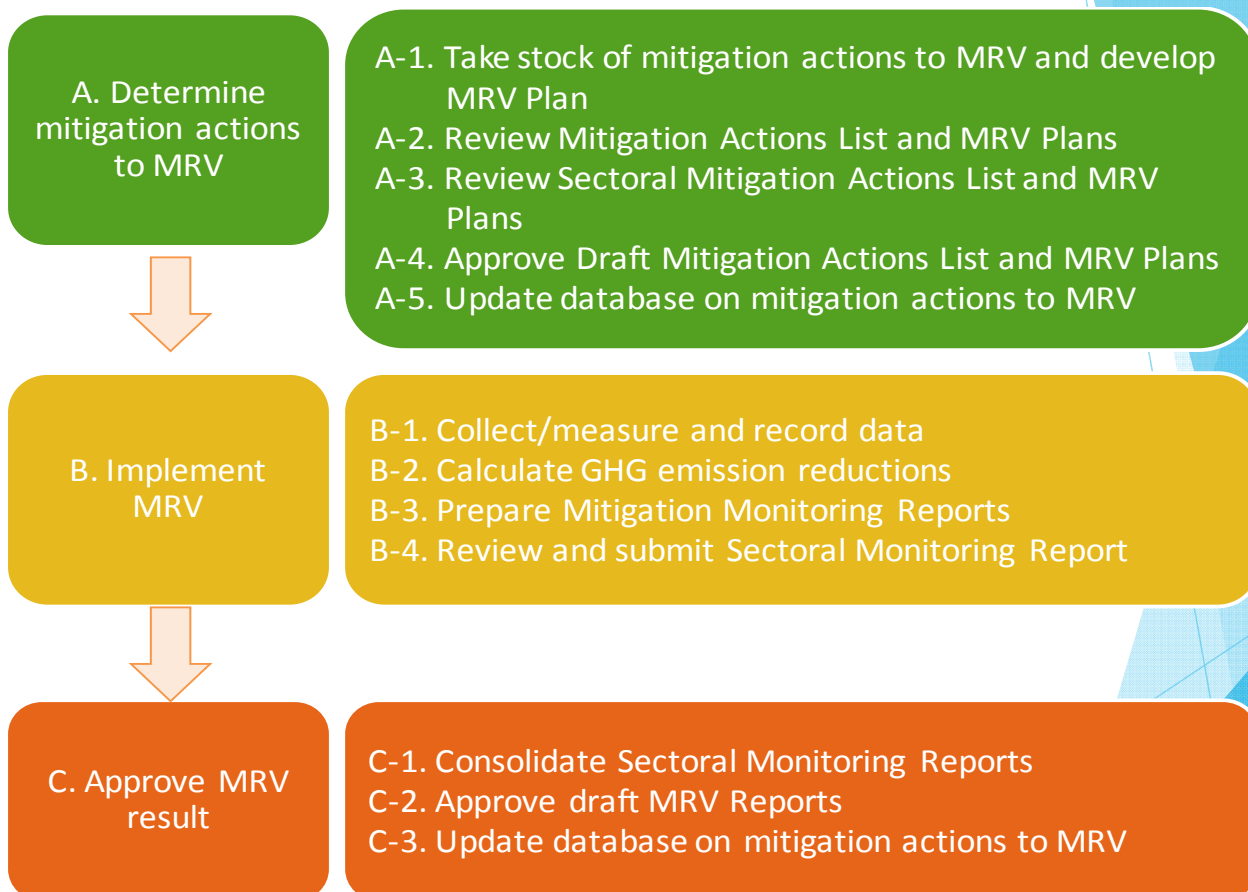 A. Determine
mitigation actions
to MRV
A-1. Take stock of mitigation actions to MRV and develop
MRV Plan
A-2. Review Mitigation Actions List and MRV Plans
A-3. Review Sectoral Mitigation Actions List and MRV
Plans
A-4. Approve Draft Mitigation Actions List and MRV Plans
A-5. Update database on mitigation actions to MRV
B. Implement
MRV
B-1. Collect/measure and record data
B-2. Calculate GHG emission reductions
B-3. Prepare Mitigation Monitoring Reports
B-4. Review and submit Sectoral Monitoring Report
C. Approve MRV
result
C-1. Consolidate Sectoral Monitoring Reports
C-2. Approve draft MRV Reports
C-3. Update database on mitigation actions to MRV